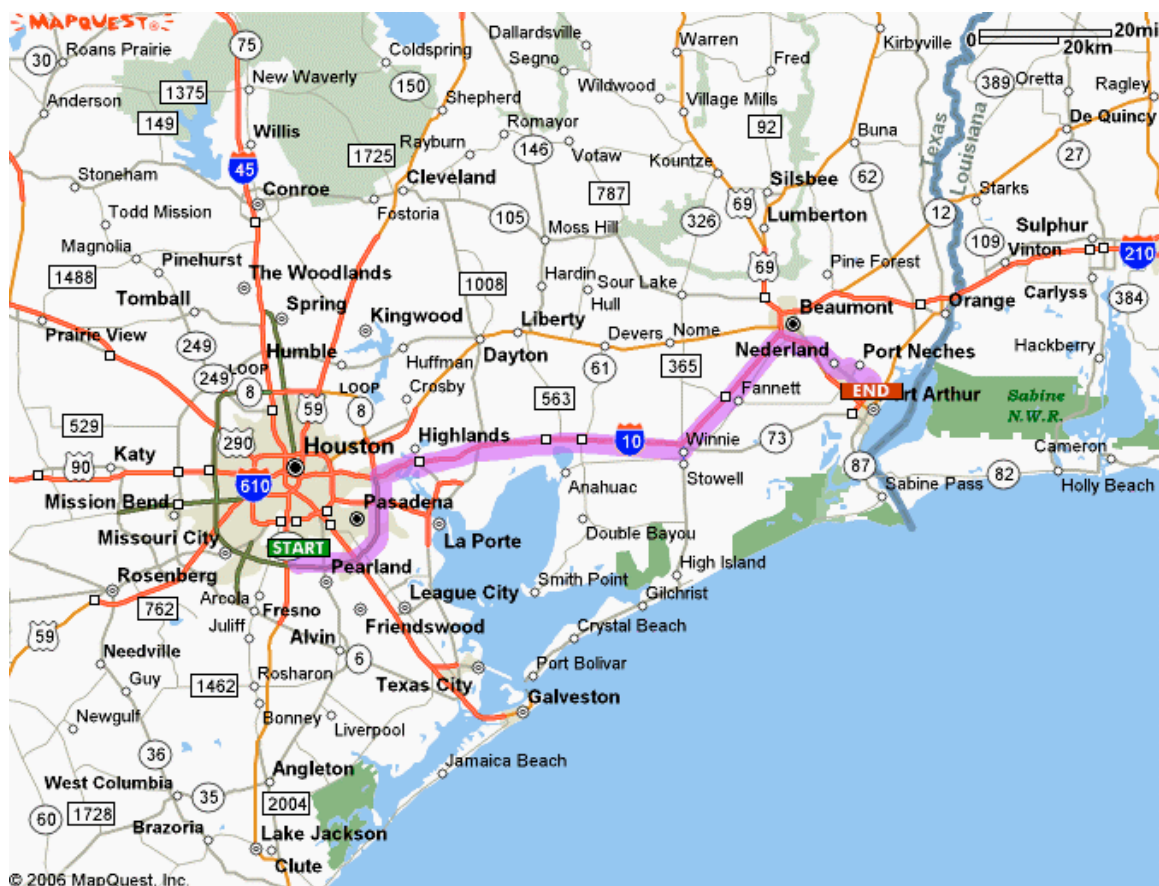 MAPQUEST
0 20mi
20km
30
Roans Prairie
75
Coldspring
Dallardsville
Segno
Warren
Fred
Kirbyville
389
Oretta
Ragley
Anderson
1375
New Waverly
150
Wildwood
Village Mills
Texas
Louisiana
149
Willis
Shepherd
Romayor
92
Buna
De Quincy
1725
Rayburn
146
Votaw
Kountze
27
Stoneham
45
Conroe
Cleveland
787
69
Silsbee
62
Starks
Todd Mission
Fostoria
105
326
Lumberton
12
Sulphur
Magnolia
Moss Hill
109
Vinton
1488
Pinehurst
The Woodlands
1008
Hardin
Sour Lake
69
Pine Forest
210
Tomball
Spring
Hull
Beaumont
Orange
Carlyss
384
Prairie View
249
Kingwood
Liberty
Devers
Nome
Humble
Huffman
Dayton
61
365
Nederland
Port Neches
Hackberry
249
LOOP
8
59
LOOP
8
Crosby
563
Fannett
END
rt Arthur
Sabine
N.W.R.
529
290
Houston
Highlands
10
Winnie
73
Cameron
90
Katy
610
Anahuac
Stowell
87
82
Mission Bend
Pasadena
Sabine Pass
Holly Beach
Missouri City
START
La Porte
Double Bayou
Rosenberg
Pearland
Smith Point
High Island
762
Arcola
Fresno
League City
Gilchrist
59
Juliff
Alvin
Friendswood
Crystal Beach
Needville
6
Guy
1462
Rosharon
Texas City
Port Bolivar
Newgulf
Bonney
Liverpool
Galveston
36
Jamaica Beach
West Columbia
35
Angleton
60
1728
2004
Brazoria
Lake Jackson
Clute
© 2006 MapQuest, Inc.